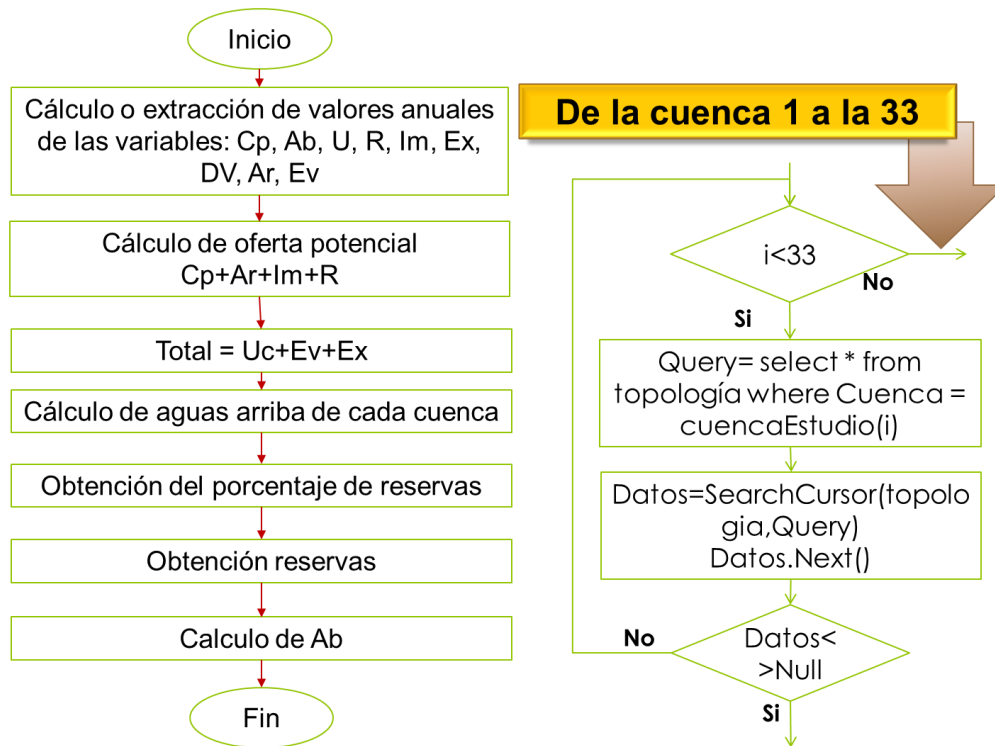 Inicio
Cálculo o extracción de valores anuales
de las variables: Cp, Ab, U, R, Im, Ex,
DV, Ar, Ev
Cálculo de oferta potencial
Cp+Ar+Im+R
Total = Uc+Ev+Ex
Cálculo de aguas arriba de cada cuenca
Obtención del porcentaje de reservas
Obtención reservas
Calculo de Ab
Fin
De la cuenca 1 a la 33
i<33
No
Si
Query= select * from
topología where Cuenca =
cuencaEstudio(i)
Datos=SearchCursor(topolo
gia,Query)
Datos.Next()
No
Datos<
>Null
Si